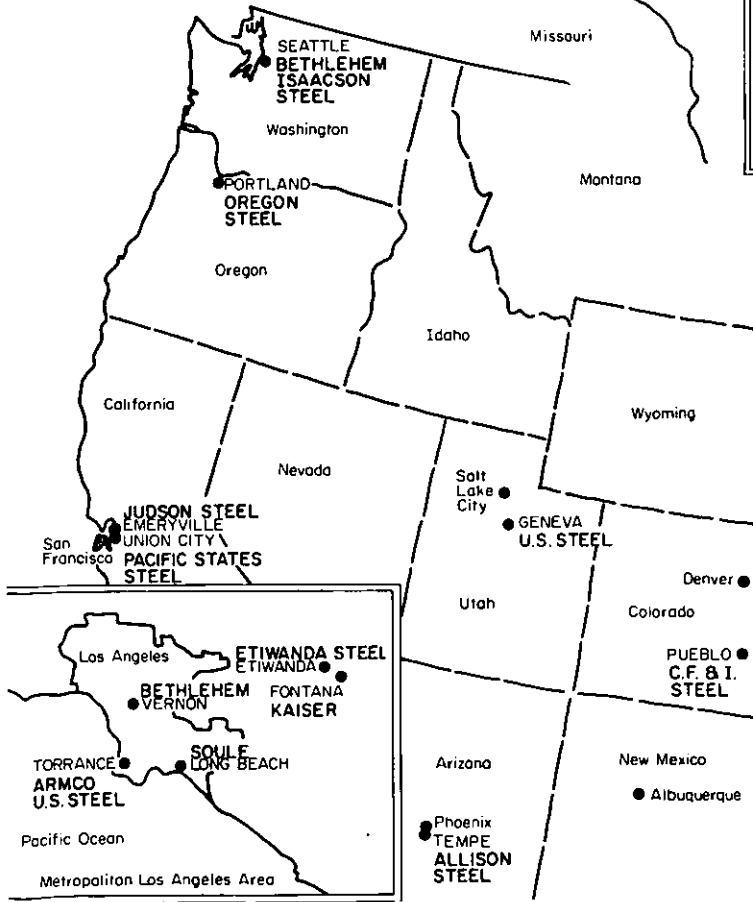 Missouri
SEATTLE
BETHLEHEM
ISAACSON
STEEL
Washington
Montana
PORTLAND
OREGON
STEEL
Oregon
Idaho
California
Wyoming
Nevada
Salt
Lake
City
JUDSON STEEL
EMERYVILLE
UNION CITY
San
Francisco
PACIFIC STATES
STEEL
GENEVA
U.S. STEEL
Denver
Utah
Colorado
PUEBLO
C.F. & I.
STEEL
Los Angeles
ETIWANDA STEEL
ETIWANDA
FONTANA
KAISER
BETHLEHEM
VERNON
SOULE
LONG BEACH
TORRANCE
ARMCO
U.S. STEEL
Pacific Ocean
Metropolitan Los Angeles Area
Arizona
New Mexico
Albuquerque
Phoenix
TEMPE
ALLISON
STEEL